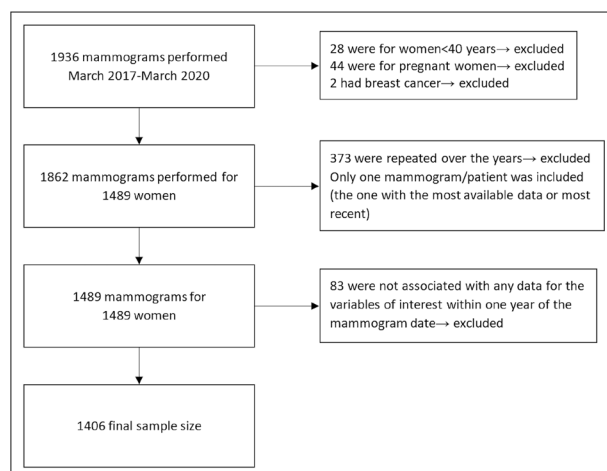 1936 mammograms performed
March 2017-March 2020
28 were for women<40 years→ excluded
44 were for pregnant women→ excluded
2 had breast cancer→ excluded
1862 mammograms performed for
1489 women
373 were repeated over the years→ excluded
Only one mammogram/patient was included
(the one with the most available data or most
recent)
1489 mammograms for
1489 women
83 were not associated with any data for the
variables of interest within one year of the
mammogram date→ excluded
1406 final sample size